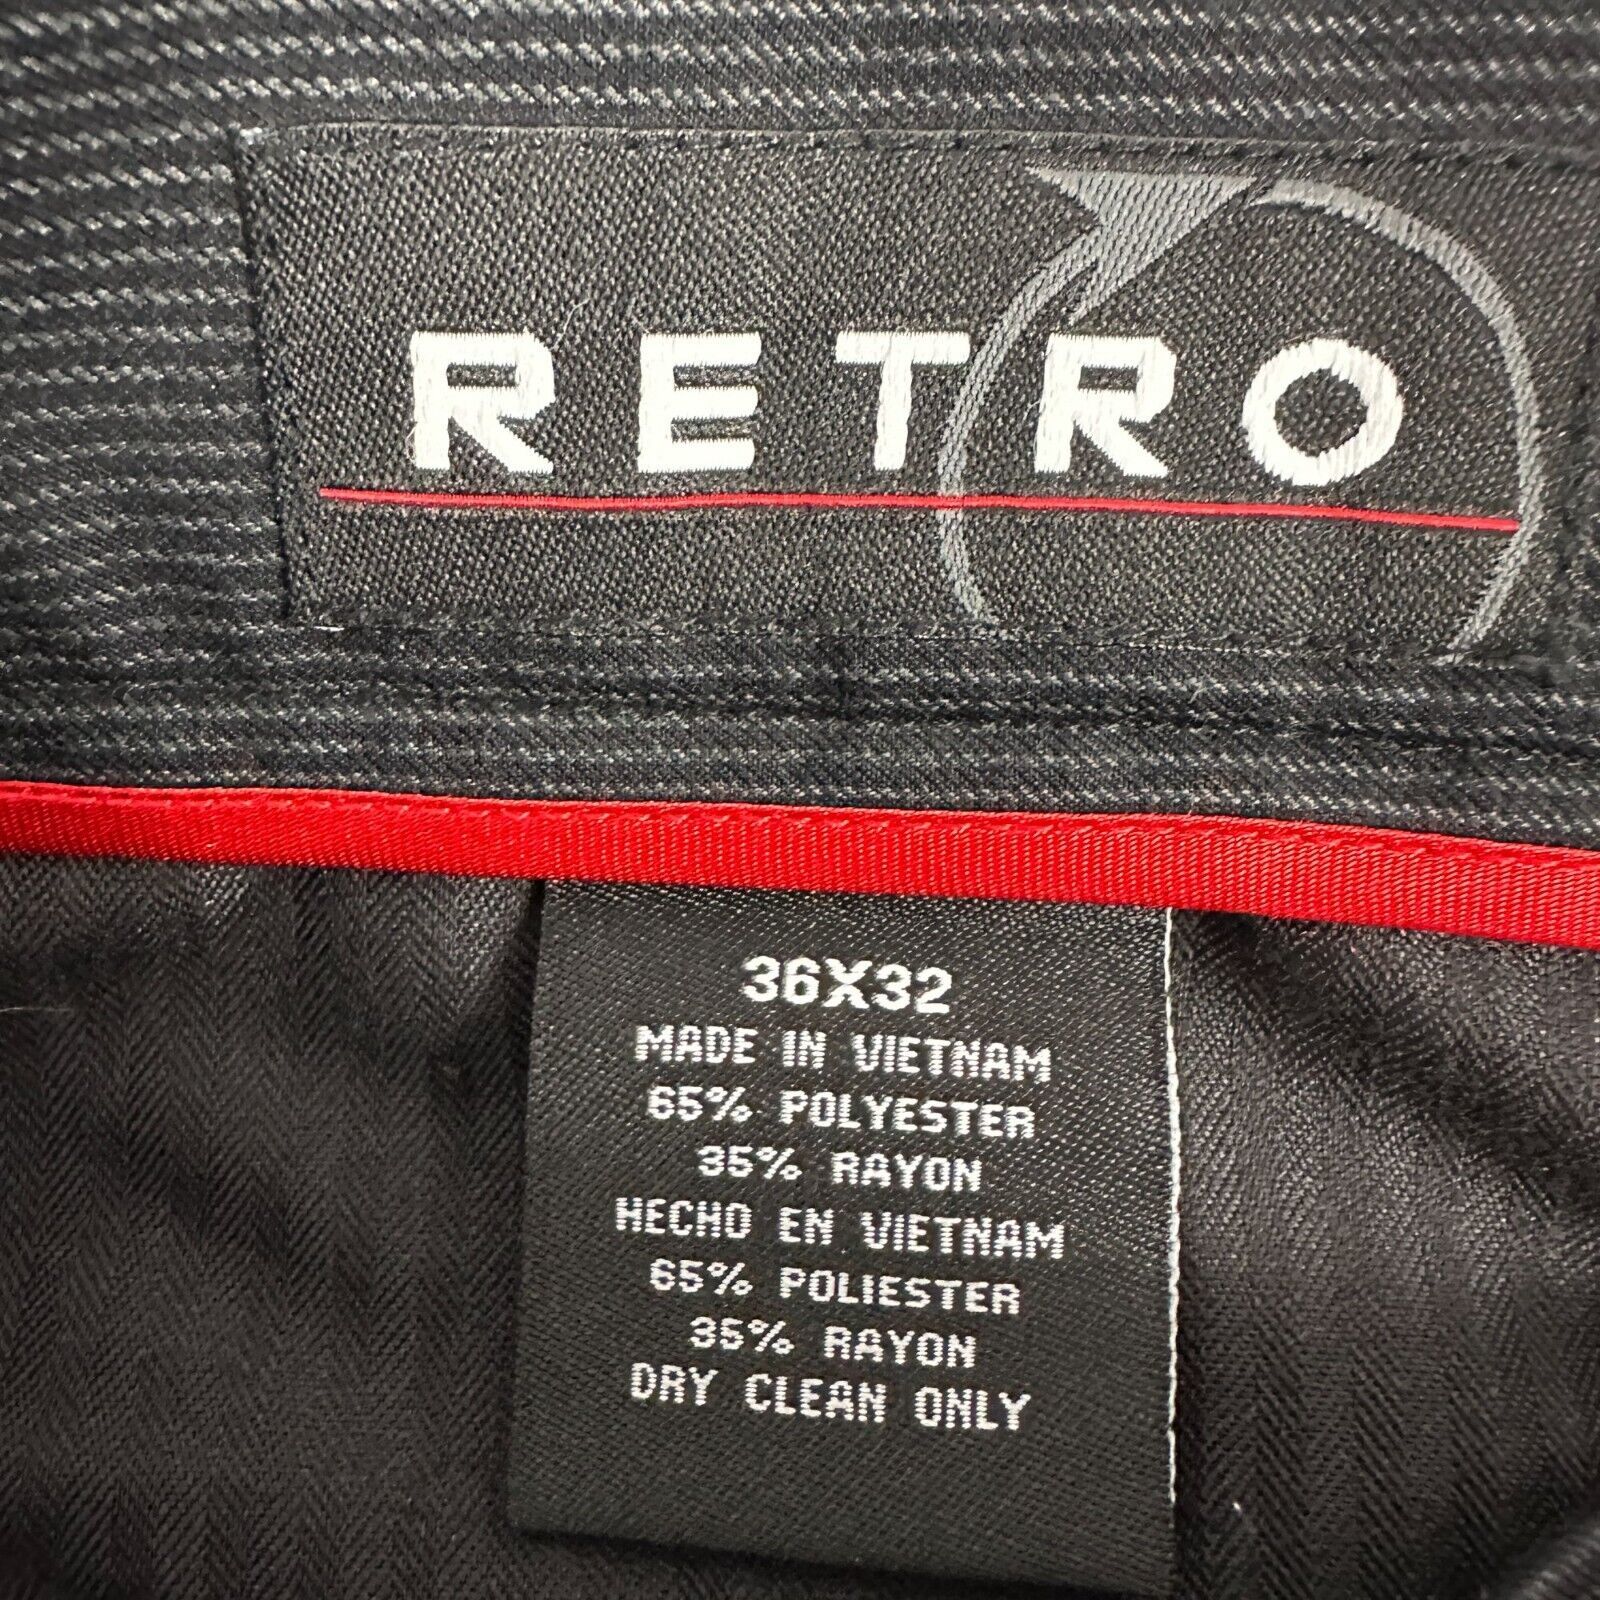 RETRO
36X32
MADE IN VIETNAM
65% POLYESTER
35% RAYON
HECHO EN VIETNAM
65% POLIESTER
35% RAYON
DRY CLEAN ONLY